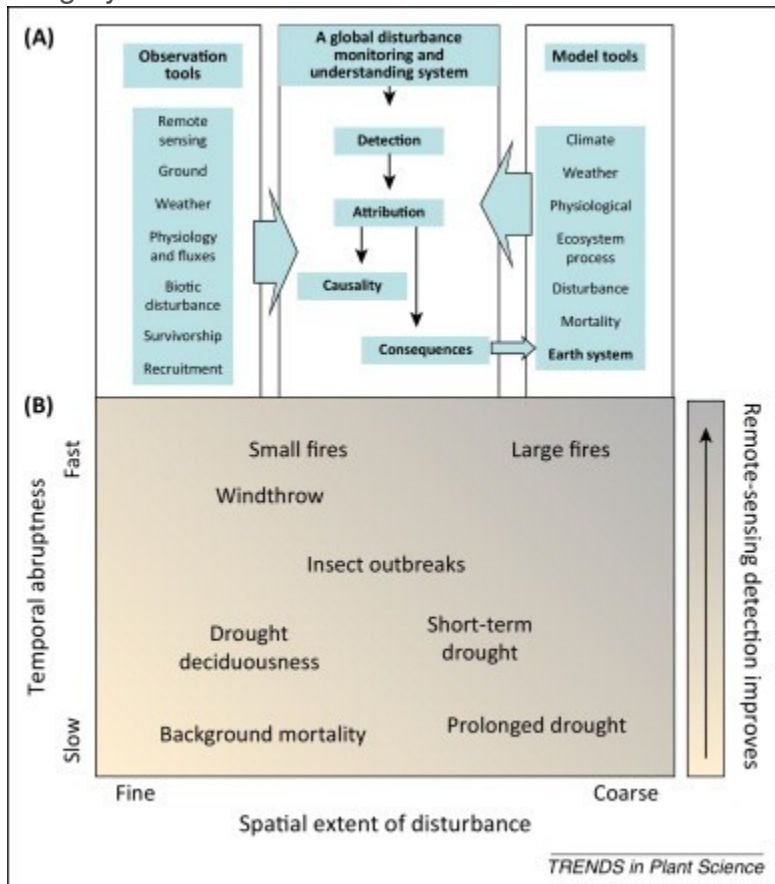 (A)
Observation
tools
Remote
sensing
Ground
Weather
Physiology
and fluxes
Biotic
disturbance
Survivorship
Recruitment
A global disturbance
monitoring and
understanding system
Detection
Attribution
Causality
Consequences
Model tools
Climate
Weather
Physiological
Ecosystem
process
Disturbance
Mortality
Earth system
(B)
Temporal abruptness
Fast
Slow
Small fires
Large fires
Windthrow
Insect outbreaks
Drought
deciduousness
Short-term
drought
Background mortality
Prolonged drought
Fine
Coarse
Spatial extent of disturbance
Remote-sensing detection improves
TRENDS in Plant Science